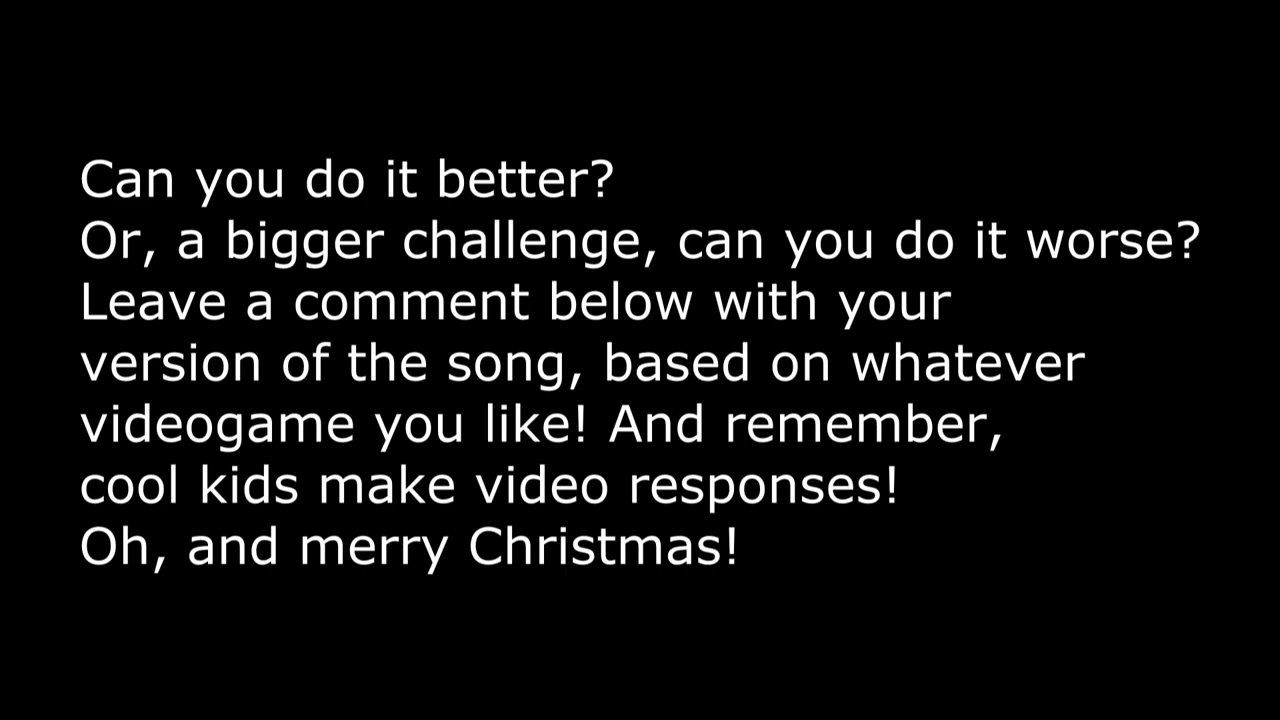 Can you do it better?
Or, a bigger challenge, can you do it worse?
Leave a comment below with your
version of the song, based on whatever
videogame you like! And remember,
cool kids make video responses!
Oh, and merry Christmas!